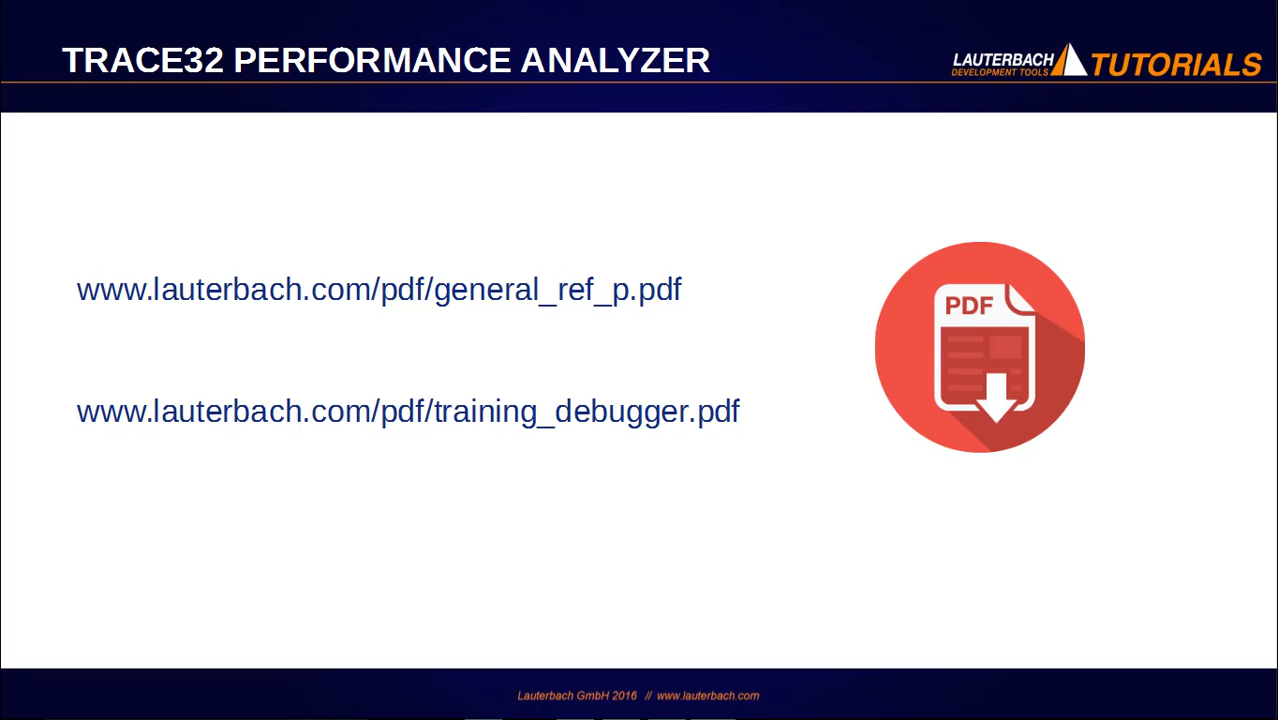 TRACE32 PERFORMANCE ANALYZER
LAUTERBACH
DEVELOPMENT TOOLS
TUTORIALS
www.lauterbach.com/pdf/general_ref_p.pdf
PDF
www.lauterbach.com/pdf/training_debugger.pdf
Lauterbach GmbH 2016 // www.lauterbach.com